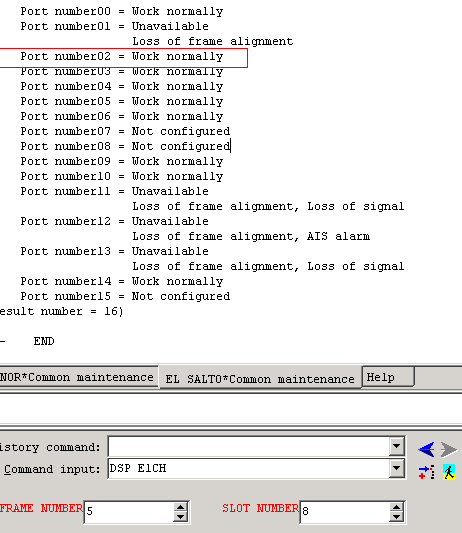 Port number00 = Work normally
Port number01 = Unavailable
Loss of frame alignment
Port number02 = Work normally
Port number03 = Work normally
Port number04 = Work normally
Port number05 = Work normally
Port number06 = Work normally
Port number07 = Not configured
Port number08 = Not configured
Port number09 = Work normally
Port number10 = Work normally
Port number11 = Unavailable
Loss of frame alignment, Loss of signal
Port number12 = Unavailable
Loss of frame alignment, AIS alarm
Port number13 = Unavailable
Loss of frame alignment, Loss of signal
Port number14 = Work normally
Port number15 = Not configured
esult number = 16)
- END
NOR*Common maintenance EL SALTO*Common maintenance Help
istory command:
Command input: DSP E1CH
FRAME NUMBER 5 SLOT NUMBER 8